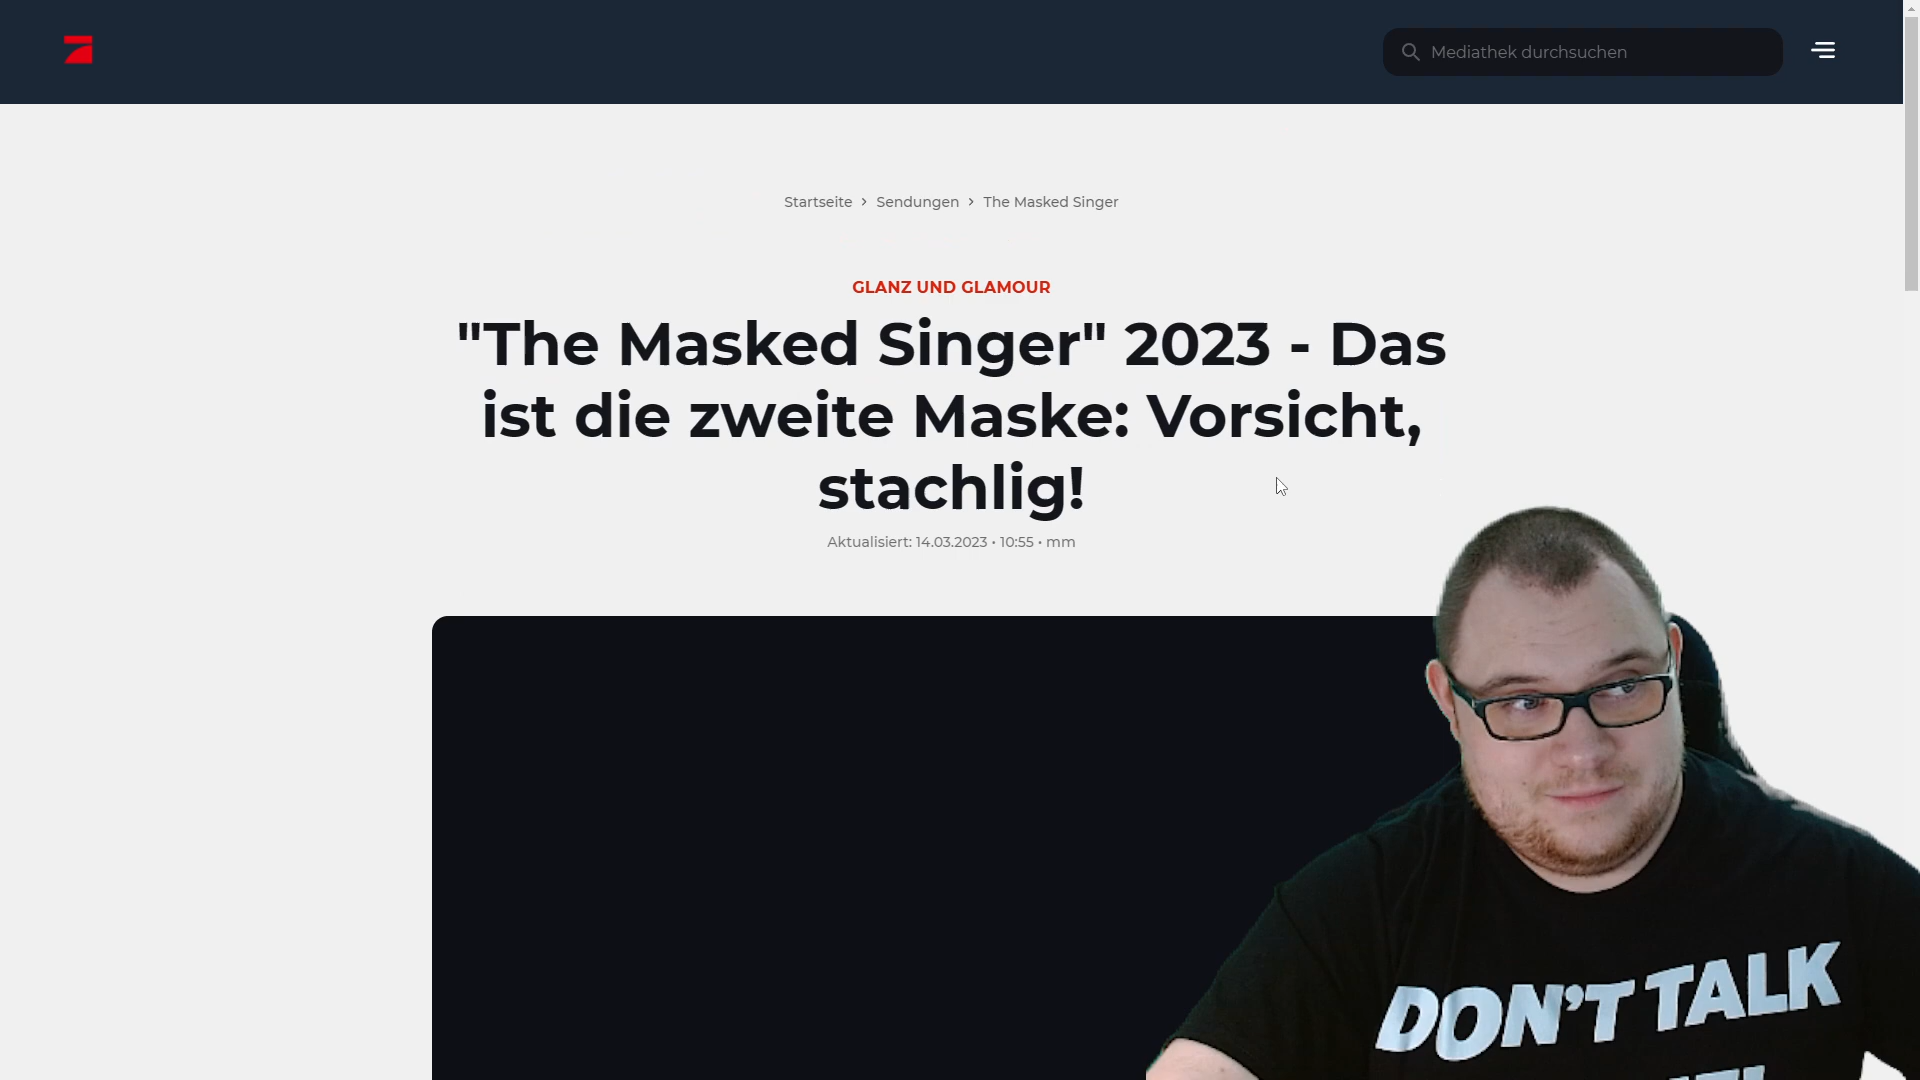 Mediathek durchsuchen
Startseite > Sendungen > The Masked Singer
GLANZ UND GLAMOUR
"The Masked Singer" 2023 - Das
ist die zweite Maske: Vorsicht,
stachlig!
Aktualisiert: 14.03.2023 • 10:55 • mm
DON'T TALK